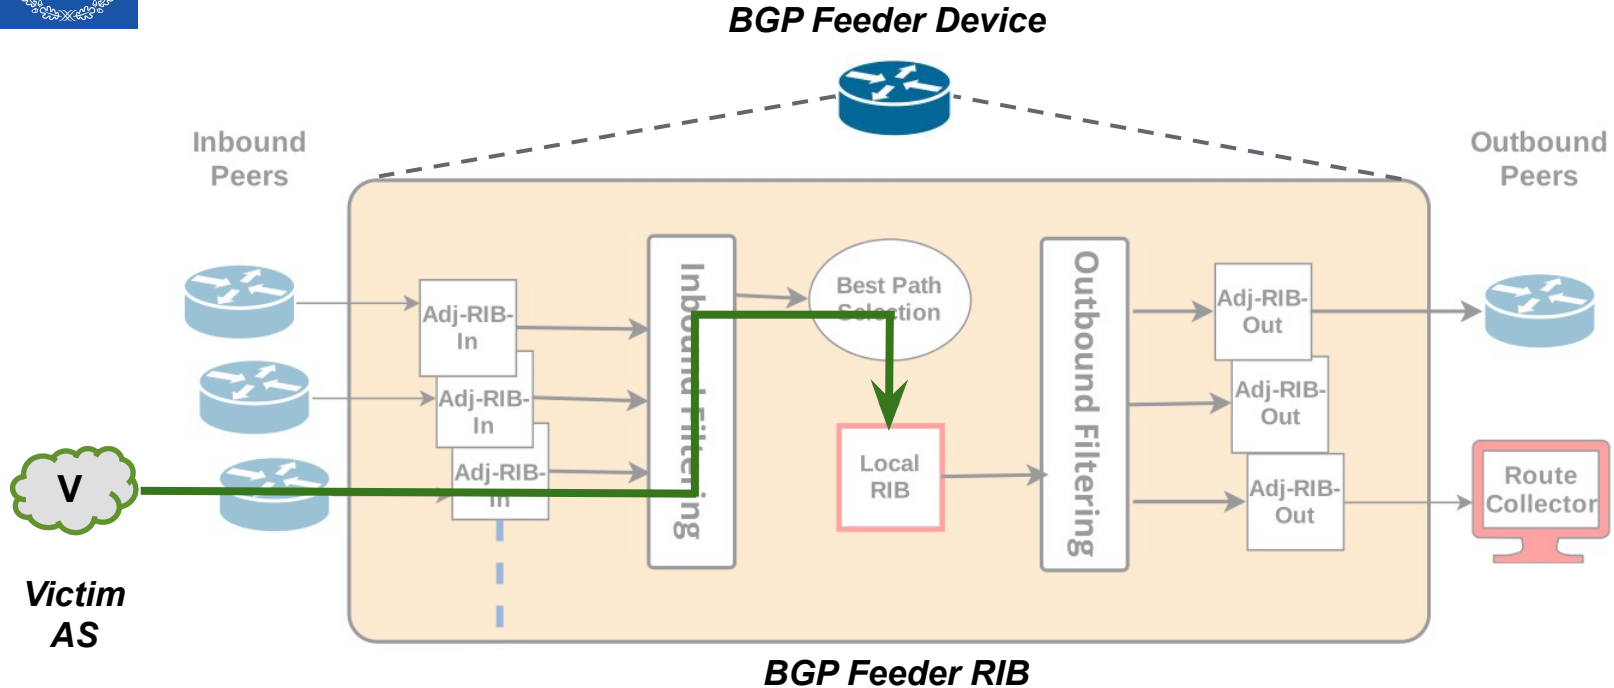 BGP Feeder Device
Inbound
Peers
Outbound
Peers
Adj-RIB-
In
Adj-RIB-
In
Adj-RIB-
In
Inbound Filtering
Best Path
Selection
Local
RIB
Outbound Filtering
Adj-RIB-
Out
Adj-RIB-
Out
Adj-RIB-
Out
Route
Collector
V
Victim
AS
BGP Feeder RIB